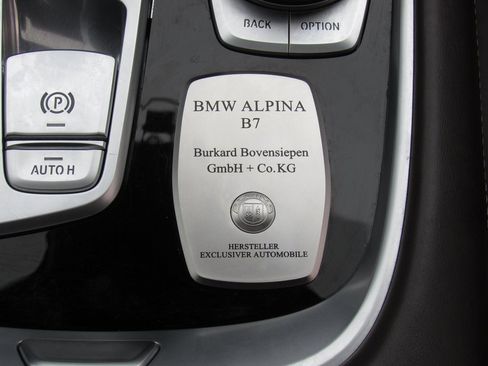 BACK OPTION
BMW ALPINA
B7
Burkard Bovensiepen
GmbH + Co.KG
(P)
AUTO H
HERSTELLER
EXCLUSIVER AUTOMOBILE